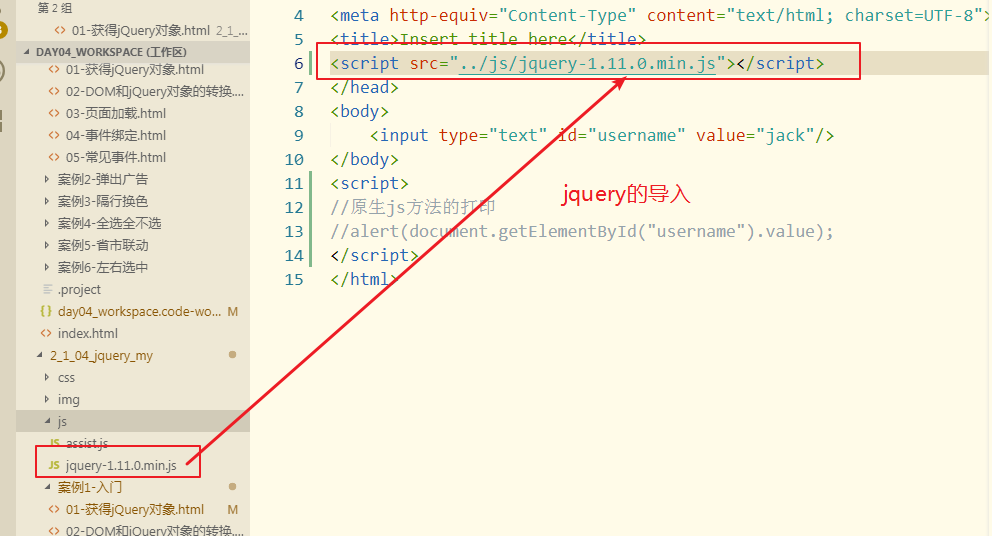 第 2 组
01-获得jQuery对象.html 2_1_...
DAY04_WORKSPACE (工作区)
01-获得jQuery对象.html
02-DOM和jQuery对象的转换....
03-页面加载.html
04-事件绑定.html
05-常见事件.html
案例2-弹出广告
案例3-隔行换色
案例4-全选全不选
案例5-省市联动
案例6-左右选中
.project
day04_workspace.code-wo... M
index.html
2_1_04_jquery_my
css
img
js
JS assist.js
JS jquery-1.11.0.min.js
案例1-入门
01-获得jQuery对象.html M
02-DOM和jQuery对象的转换....
4 <meta http-equiv="Content-Type" content="text/html; charset=UTF-8">
5 <title>Insert title here</title>
6 <script src="../js/jquery-1.11.0.min.js"></script>
7 </head>
8 <body>
9 <input type="text" id="username" value="jack"/>
10 </body>
11 <script>
12 //原生js方法的打印
13 //alert(document.getElementById("username").value);
14 </script>
15 </html>
jquery的导入